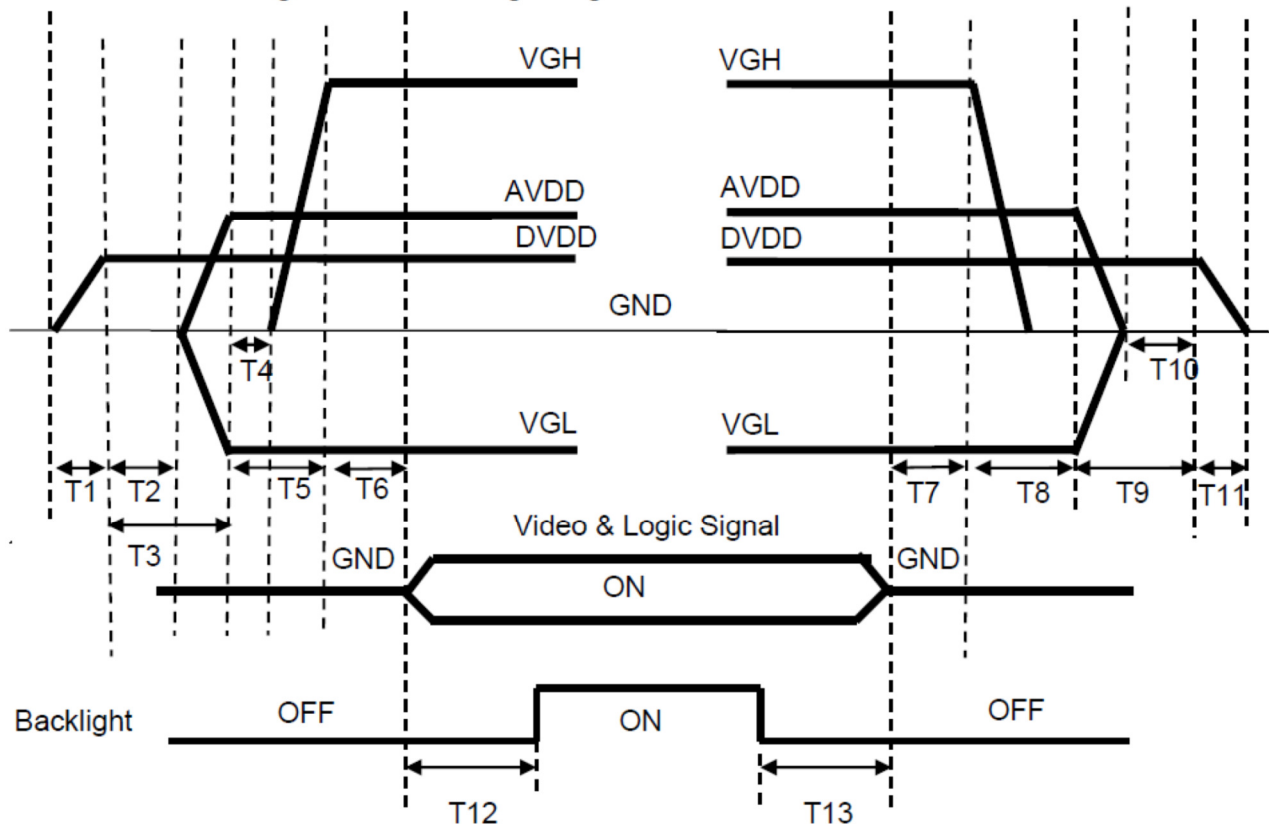 VGH VGH
AVDD AVDD
DVDD DVDD
GND
T4 T10
VGL VGL
T1 T2 T5 T6 T7 T8 T9 T11
T3
Video & Logic Signal
GND GND
ON
Backlight OFF ON OFF
T12 T13